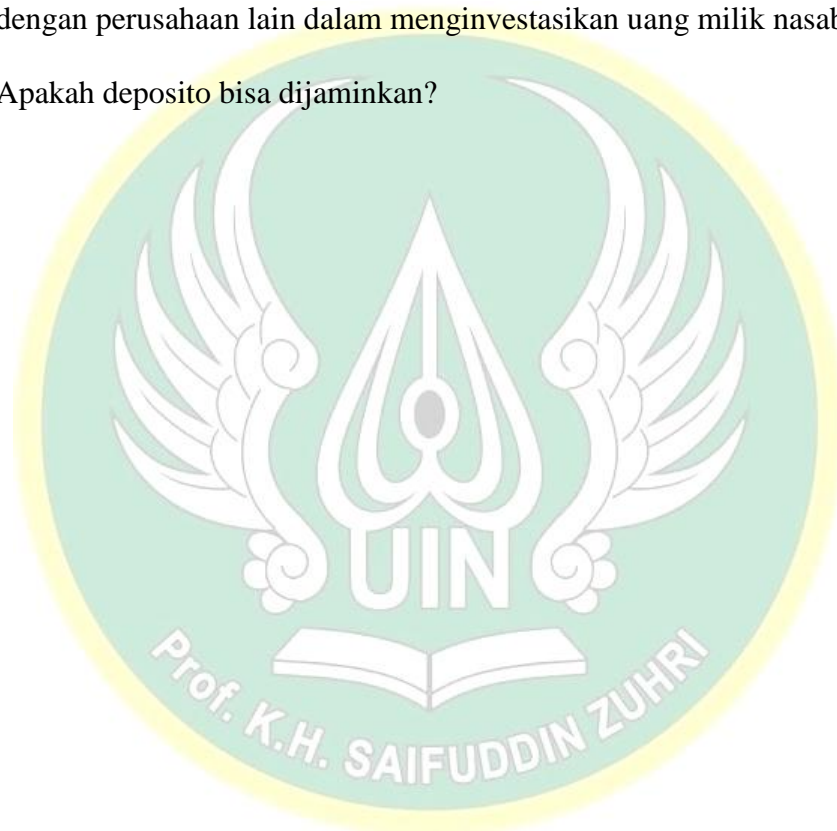 dengan perusahaan lain dalam menginvestasikan uang milik nasab
Apakah deposito bisa dijaminkan?
UIN
Prof. K.H. SAIFUDDIN ZUHRI